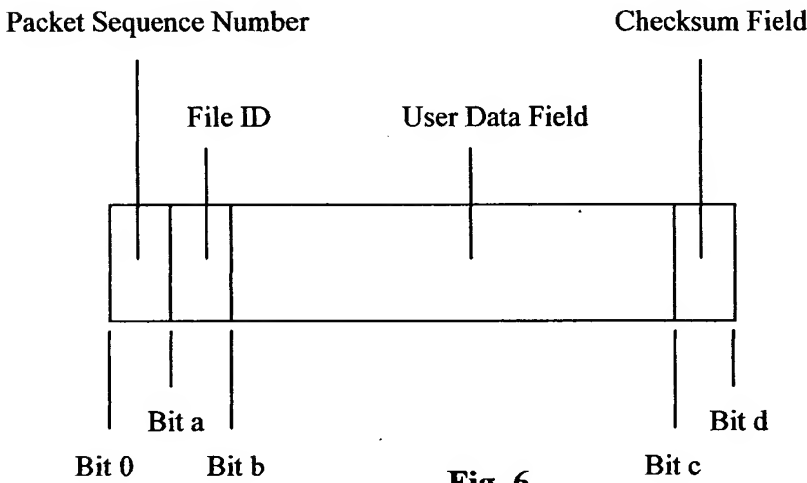 Packet Sequence Number
Checksum Field
File ID
User Data Field
Bit a
Bit d
Bit 0
Bit b
Bit c
Fig. 6